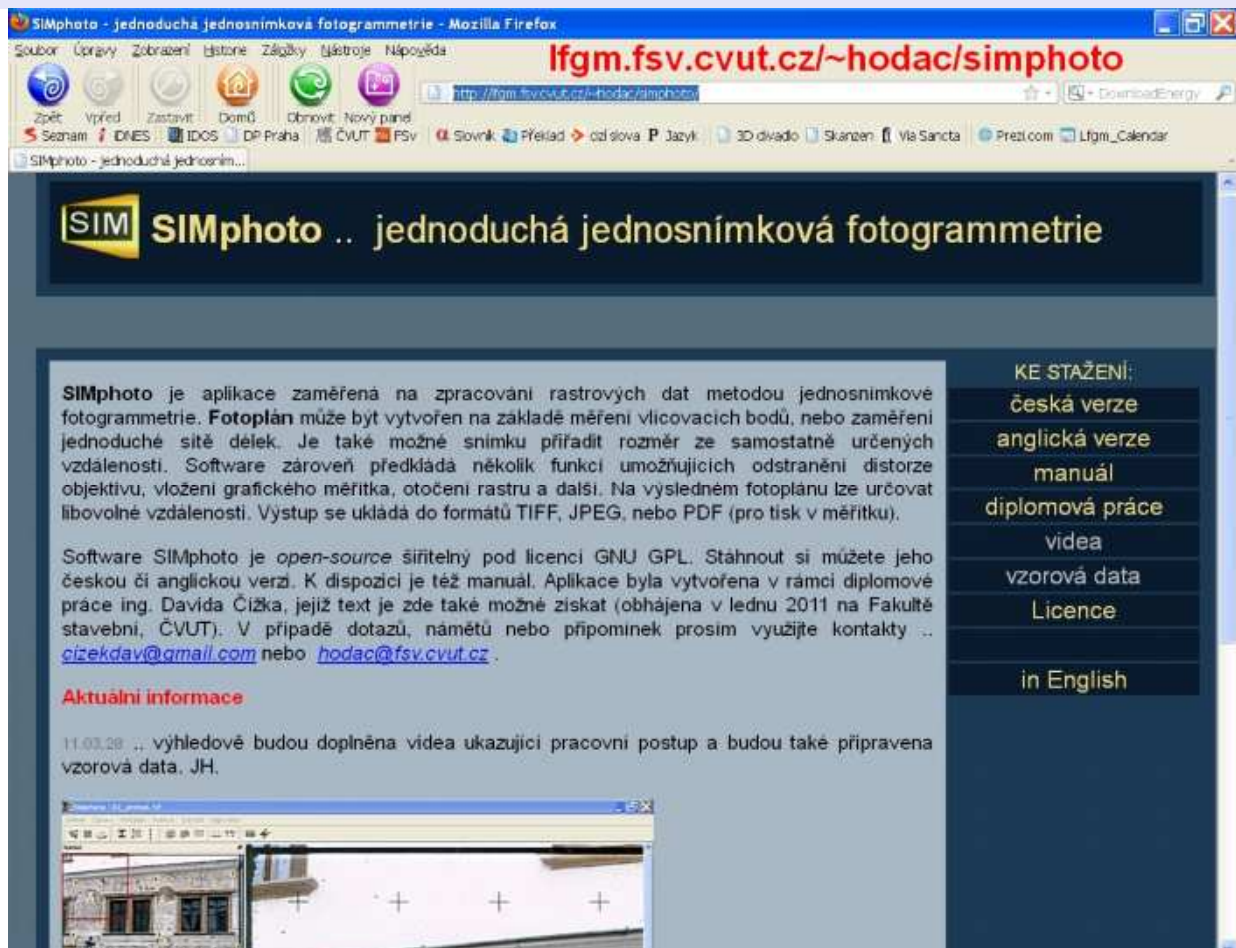 SIMphoto - jednoduchá jednosnímková fotogrammetrie - Mozilla Firefox
Soubor Úpravy Zobrazení Historie Záložky Nástroje Nápověda
lfgm.fsv.cvut.cz/~hodac/simphoto
http://lfgm.fsv.cvut.cz/~hodac/simphoto/
DownloadEnergy
Zpět Vpřed Zastavit Domů Obnovit Nový panel
Seznam iDNES IDOS DP Praha ČVUT FSv Slovník Překlad cizí slova Jazyk 3D divadlo Skanzen Via Sancta Prezi.com Lfgm_Calendar
SIMphoto - jednoduchá jednosním...
SIM SIMphoto .. jednoduchá jednosnímková fotogrammetrie
SIMphoto je aplikace zaměřená na zpracování rastrových dat metodou jednosnímkové
fotogrammetrie. Fotoplán může být vytvořen na základě měření vlícovacích bodů, nebo zaměření
jednoduché sítě délek. Je také možné snímku přiřadit rozměr ze samostatně určených
vzdáleností. Software zároveň předkládá několik funkcí umožňujících odstranění distorze
objektivu, vložení grafického měřítka, otočení rastru a další. Na výsledném fotoplánu lze určovat
libovolné vzdálenosti. Výstup se ukládá do formátů TIFF, JPEG, nebo PDF (pro tisk v měřítku).
Software SIMphoto je open-source šiřitelný pod licencí GNU GPL. Stáhnout si můžete jeho
českou či anglickou verzi. K dispozici je též manuál. Aplikace byla vytvořena v rámci diplomové
práce ing. Davida Čížka, jejíž text je zde také možné získat (obhájena v lednu 2011 na Fakultě
stavební, ČVUT). V případě dotazů, námětů nebo připomínek prosím využijte kontakty ..
cizekdav@gmail.com nebo hodac@fsv.cvut.cz .
Aktuální informace
11.03.28 .. výhledově budou doplněna videa ukazující pracovní postup a budou také připravena
vzorová data. JH.
KE STAŽENÍ:
česká verze
anglická verze
manuál
diplomová práce
videa
vzorová data
Licence
in English